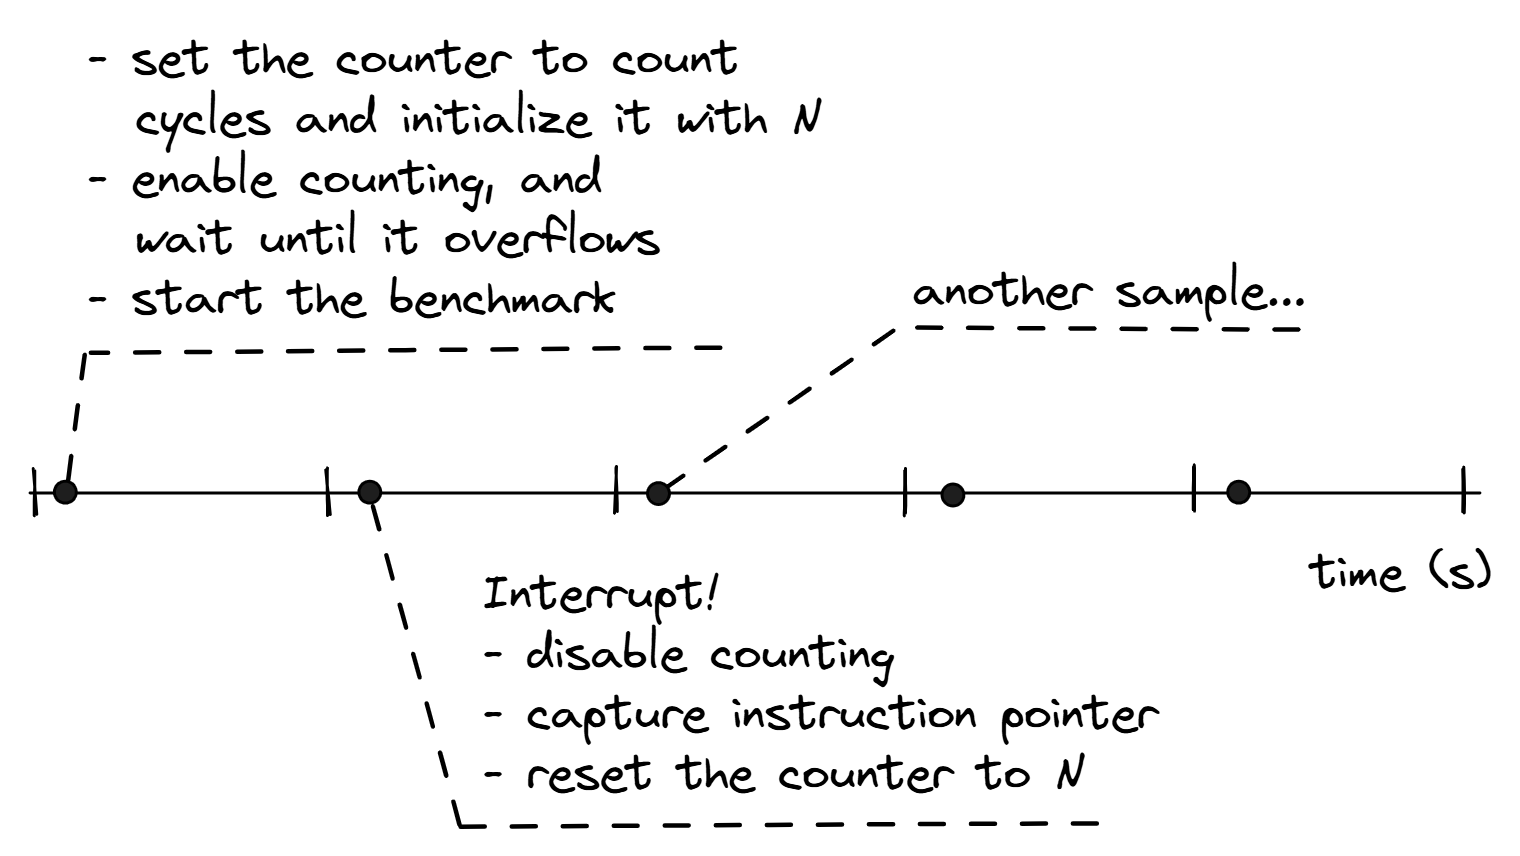 - set the counter to count
cycles and initialize it with N
- enable counting, and
wait until it overflows
- start the benchmark
another sample...
time (s)
Interrupt!
- disable counting
- capture instruction pointer
- reset the counter to N